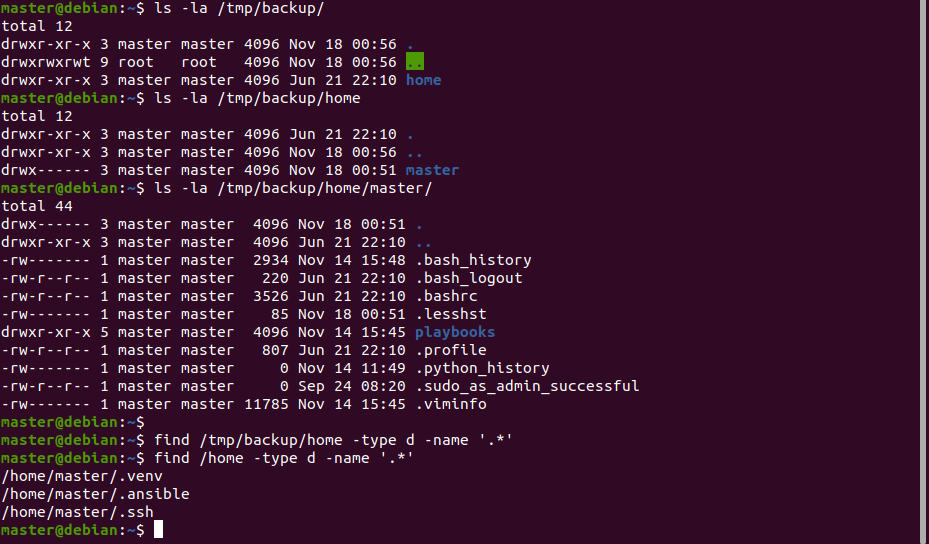 master@debian:~$ ls -la /tmp/backup/
total 12
drwxr-xr-x 3 master master 4096 Nov 18 00:56 .
drwxrwxrwt 9 root   root   4096 Nov 18 00:56 ..
drwxr-xr-x 3 master master 4096 Jun 21 22:10 home
master@debian:~$ ls -la /tmp/backup/home
total 12
drwxr-xr-x 3 master master 4096 Jun 21 22:10 .
drwxr-xr-x 3 master master 4096 Nov 18 00:56 ..
drwx------ 3 master master 4096 Nov 18 00:51 master
master@debian:~$ ls -la /tmp/backup/home/master/
total 44
drwx------ 3 master master  4096 Nov 18 00:51 .
drwxr-xr-x 3 master master  4096 Jun 21 22:10 ..
-rw------- 1 master master  2934 Nov 14 15:48 .bash_history
-rw-r--r-- 1 master master   220 Jun 21 22:10 .bash_logout
-rw-r--r-- 1 master master  3526 Jun 21 22:10 .bashrc
-rw------- 1 master master    85 Nov 18 00:51 .lesshst
drwxr-xr-x 5 master master  4096 Nov 14 15:45 playbooks
-rw-r--r-- 1 master master   807 Jun 21 22:10 .profile
-rw------- 1 master master     0 Nov 14 11:49 .python_history
-rw-r--r-- 1 master master     0 Sep 24 08:20 .sudo_as_admin_successful
-rw------- 1 master master 11785 Nov 14 15:45 .viminfo
master@debian:~$
master@debian:~$ find /tmp/backup/home -type d -name '.*'
master@debian:~$ find /home -type d -name '.*'
/home/master/.venv
/home/master/.ansible
/home/master/.ssh
master@debian:~$